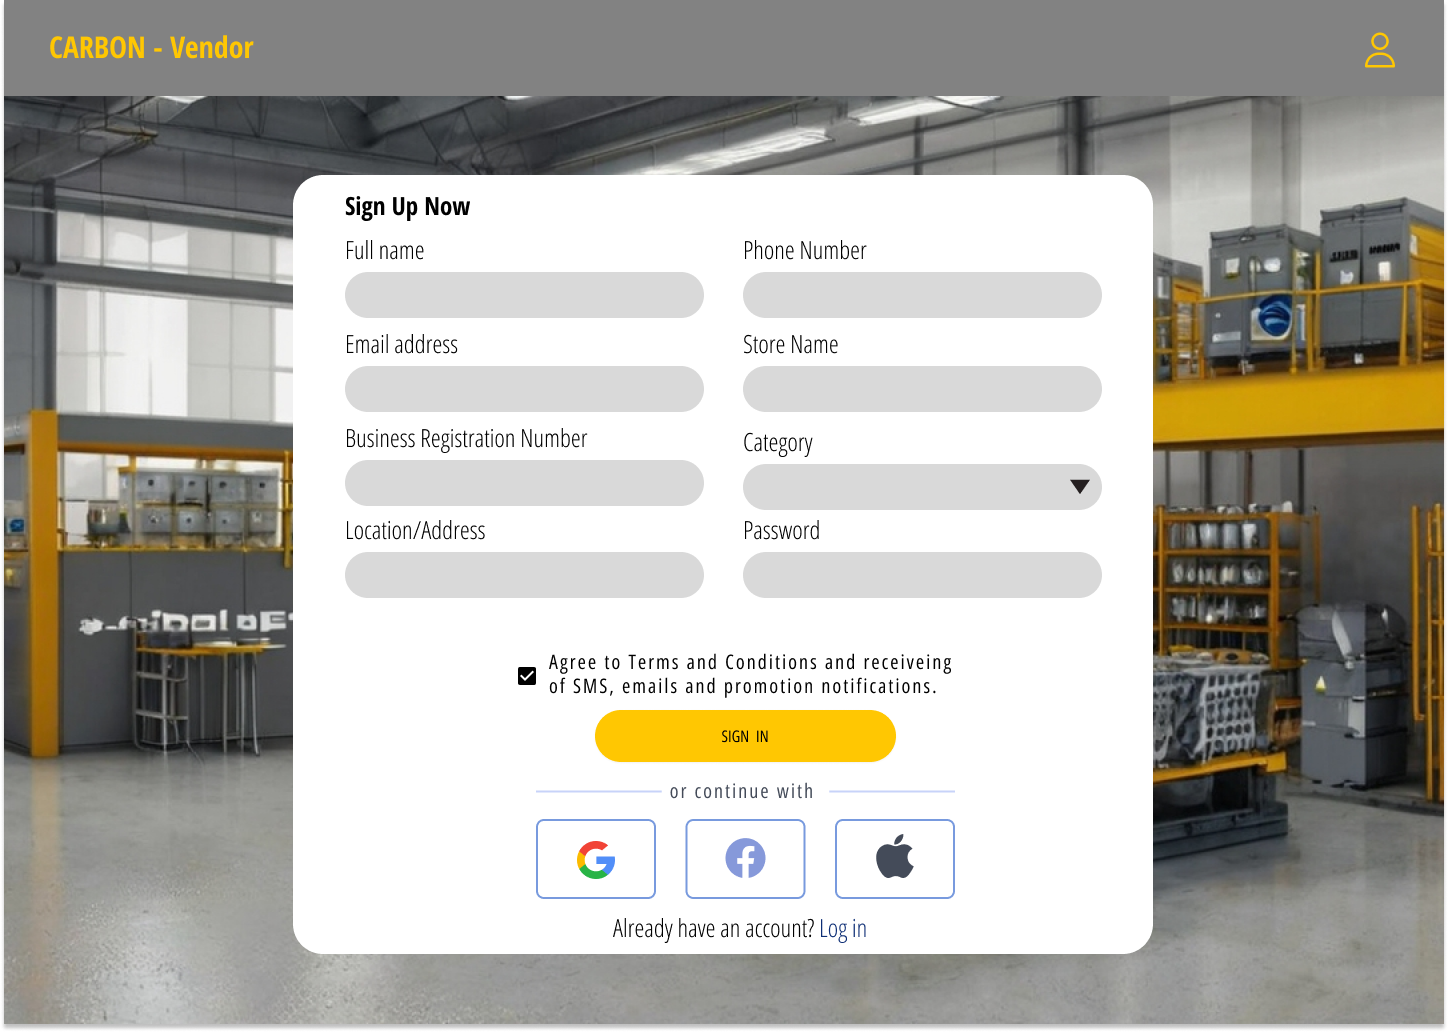 CARBON - Vendor
Sign Up Now
Full name
Phone Number
Email address
Store Name
Business Registration Number
Category
Location/Address
Password
Agree to Terms and Conditions and receiveing
of SMS, emails and promotion notifications.
SIGN IN
or continue with
Already have an account? Log in